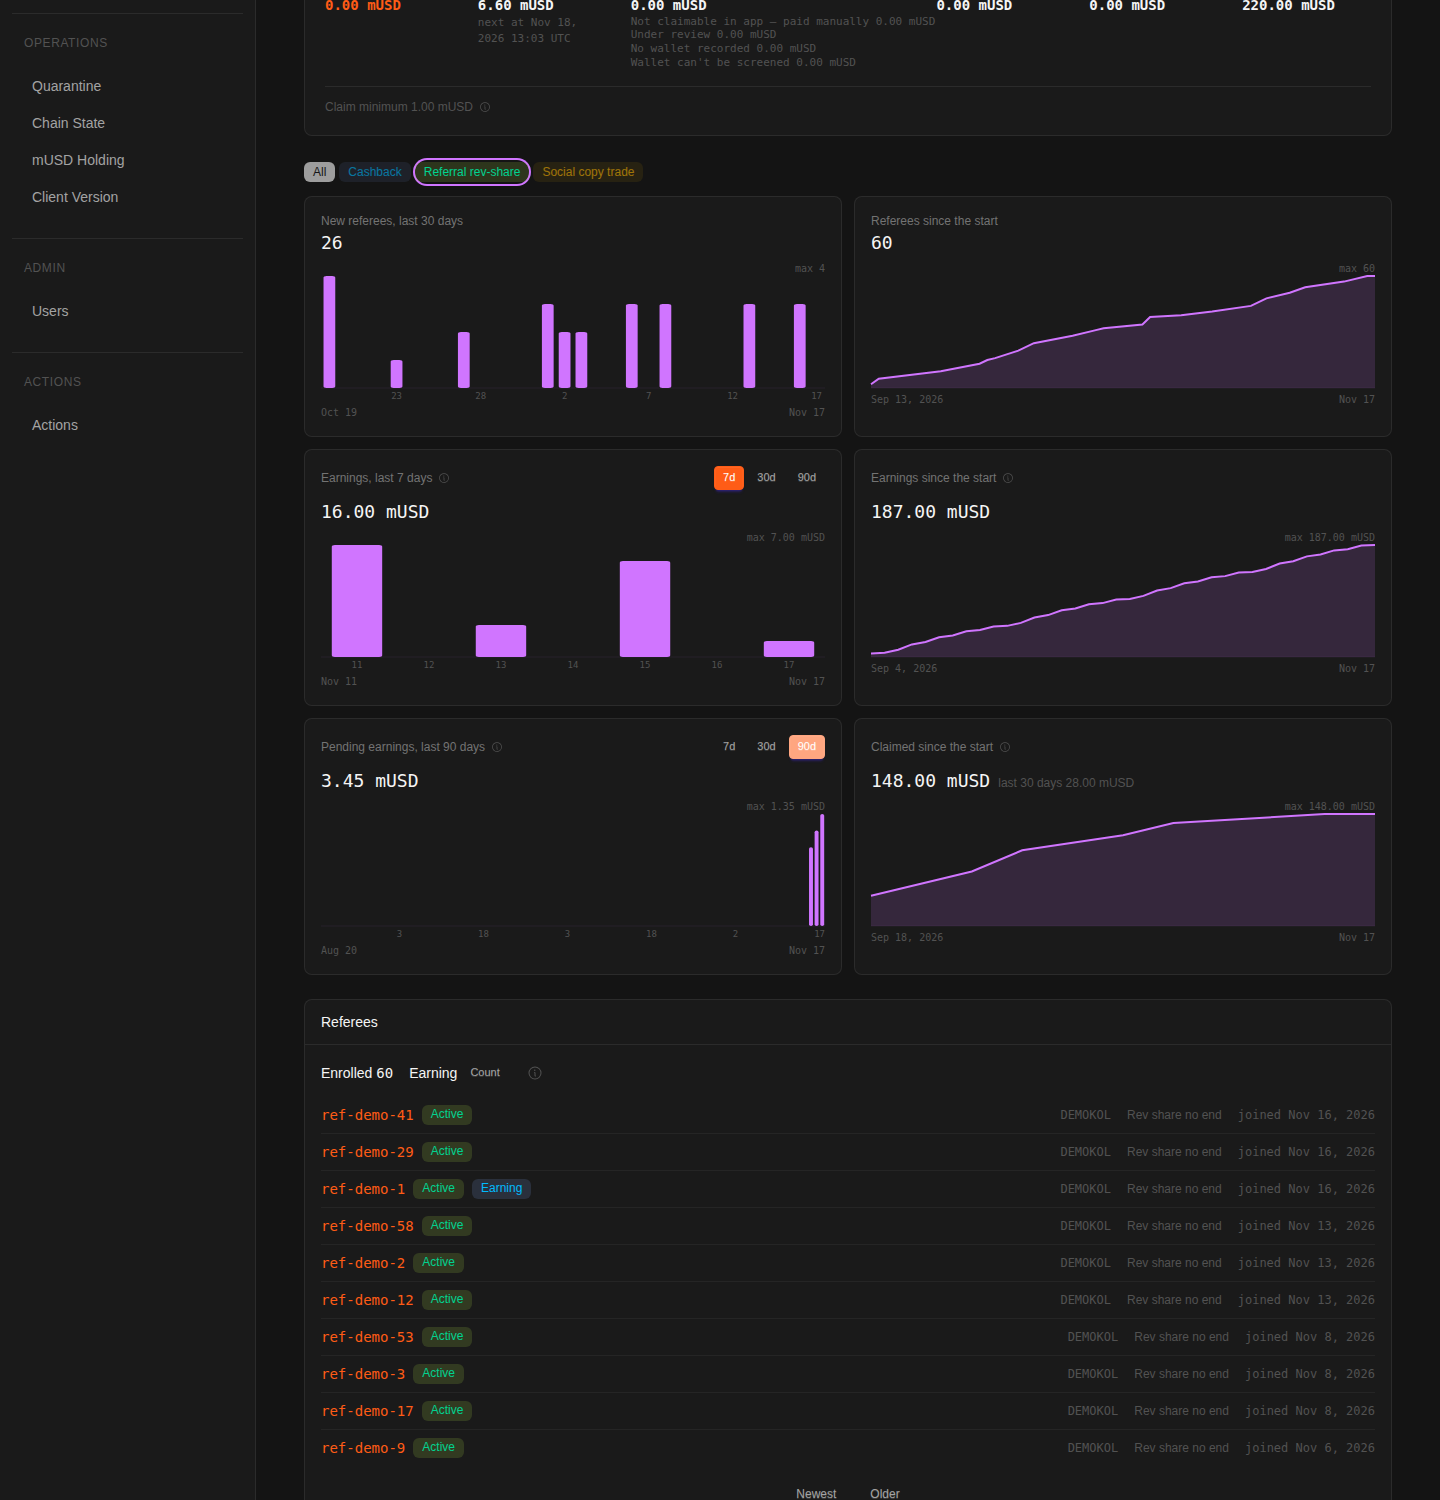 OPERATIONS
Quarantine
Chain State
mUSD Holding
Client Version
ADMIN
Users
ACTIONS
Actions
0.00 mUSD
6.60 mUSD
next at Nov 18,
2026 13:03 UTC
0.00 mUSD
Not claimable in app — paid manually 0.00 mUSD
Under review 0.00 mUSD
No wallet recorded 0.00 mUSD
Wallet can't be screened 0.00 mUSD
0.00 mUSD
0.00 mUSD
220.00 mUSD
Claim minimum 1.00 mUSD
All Cashback Referral rev-share Social copy trade
New referees, last 30 days
26
max 4
23 28 2 7 12 17
Oct 19 Nov 17
Referees since the start
60
max 60
Sep 13, 2026 Nov 17
Earnings, last 7 days 7d 30d 90d
16.00 mUSD
max 7.00 mUSD
11 12 13 14 15 16 17
Nov 11 Nov 17
Earnings since the start
187.00 mUSD
max 187.00 mUSD
Sep 4, 2026 Nov 17
Pending earnings, last 90 days 7d 30d 90d
3.45 mUSD
max 1.35 mUSD
3 18 3 18 2 17
Aug 20 Nov 17
Claimed since the start
148.00 mUSD last 30 days 28.00 mUSD
max 148.00 mUSD
Sep 18, 2026 Nov 17
Referees
Enrolled 60 Earning Count
ref-demo-41 Active DEMOKOL Rev share no end joined Nov 16, 2026
ref-demo-29 Active DEMOKOL Rev share no end joined Nov 16, 2026
ref-demo-1 Active Earning DEMOKOL Rev share no end joined Nov 16, 2026
ref-demo-58 Active DEMOKOL Rev share no end joined Nov 13, 2026
ref-demo-2 Active DEMOKOL Rev share no end joined Nov 13, 2026
ref-demo-12 Active DEMOKOL Rev share no end joined Nov 13, 2026
ref-demo-53 Active DEMOKOL Rev share no end joined Nov 8, 2026
ref-demo-3 Active DEMOKOL Rev share no end joined Nov 8, 2026
ref-demo-17 Active DEMOKOL Rev share no end joined Nov 8, 2026
ref-demo-9 Active DEMOKOL Rev share no end joined Nov 6, 2026
Newest Older